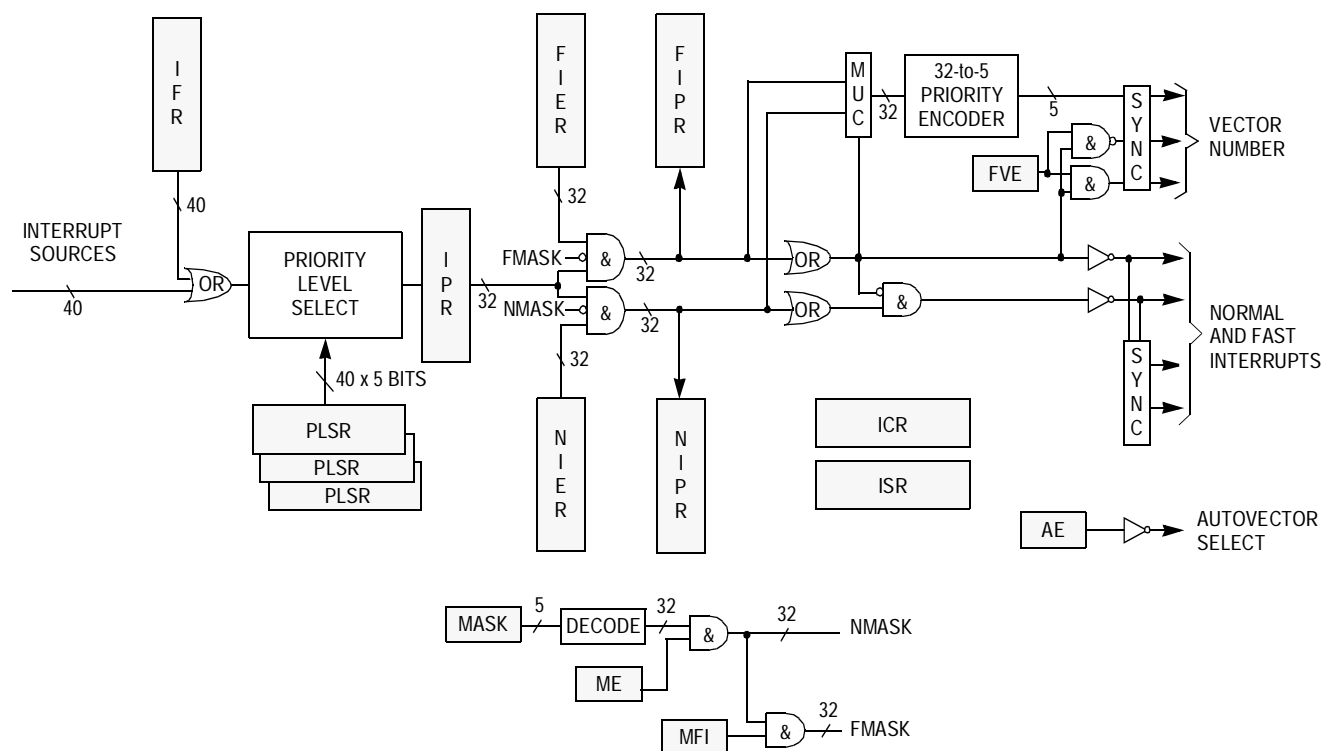 I
F
R
40
INTERRUPT
SOURCES
40
OR
PRIORITY
LEVEL
SELECT
40 x 5 BITS
PLSR
PLSR
PLSR
I
P
R
32
F
I
E
R
32
FMASK
&
32
NMASK
&
32
32
N
I
E
R
F
I
P
R
N
I
P
R
M
U
C
32
32-to-5
PRIORITY
ENCODER
5
FVE
&
&
S
Y
N
C
VECTOR
NUMBER
OR
OR
&
NORMAL
AND FAST
INTERRUPTS
S
Y
N
C
ICR
ISR
AE
AUTOVECTOR
SELECT
MASK
5
DECODE
32
&
32
NMASK
ME
MFI
&
32
FMASK